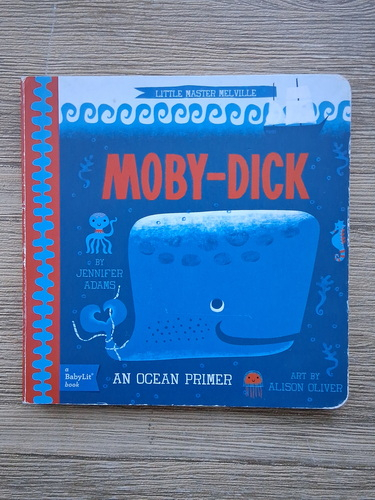 LITTLE MASTER MELVILLE
MOBY-DICK
BY
JENNIFER
ADAMS
AN OCEAN PRIMER
ART BY
ALISON OLIVER
a
BabyLit®
book